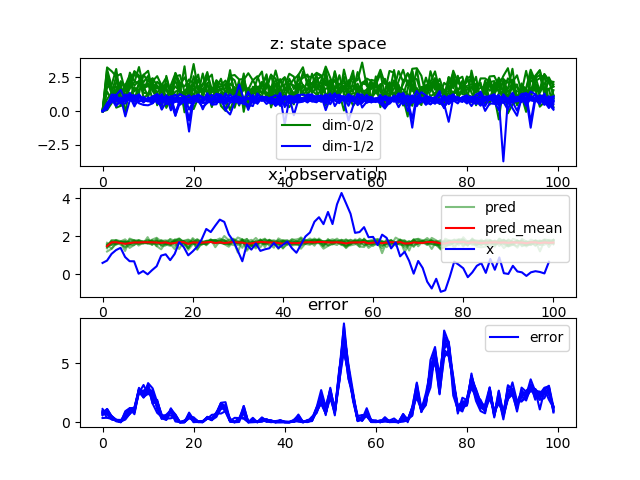 z: state space
2.5
0.0
−2.5
dim-0/2
dim-1/2
0 20 40 60 80 100
x: observation
4
2
0
pred
pred_mean
x
0 20 40 60 80 100
error
5
0
error
0 20 40 60 80 100